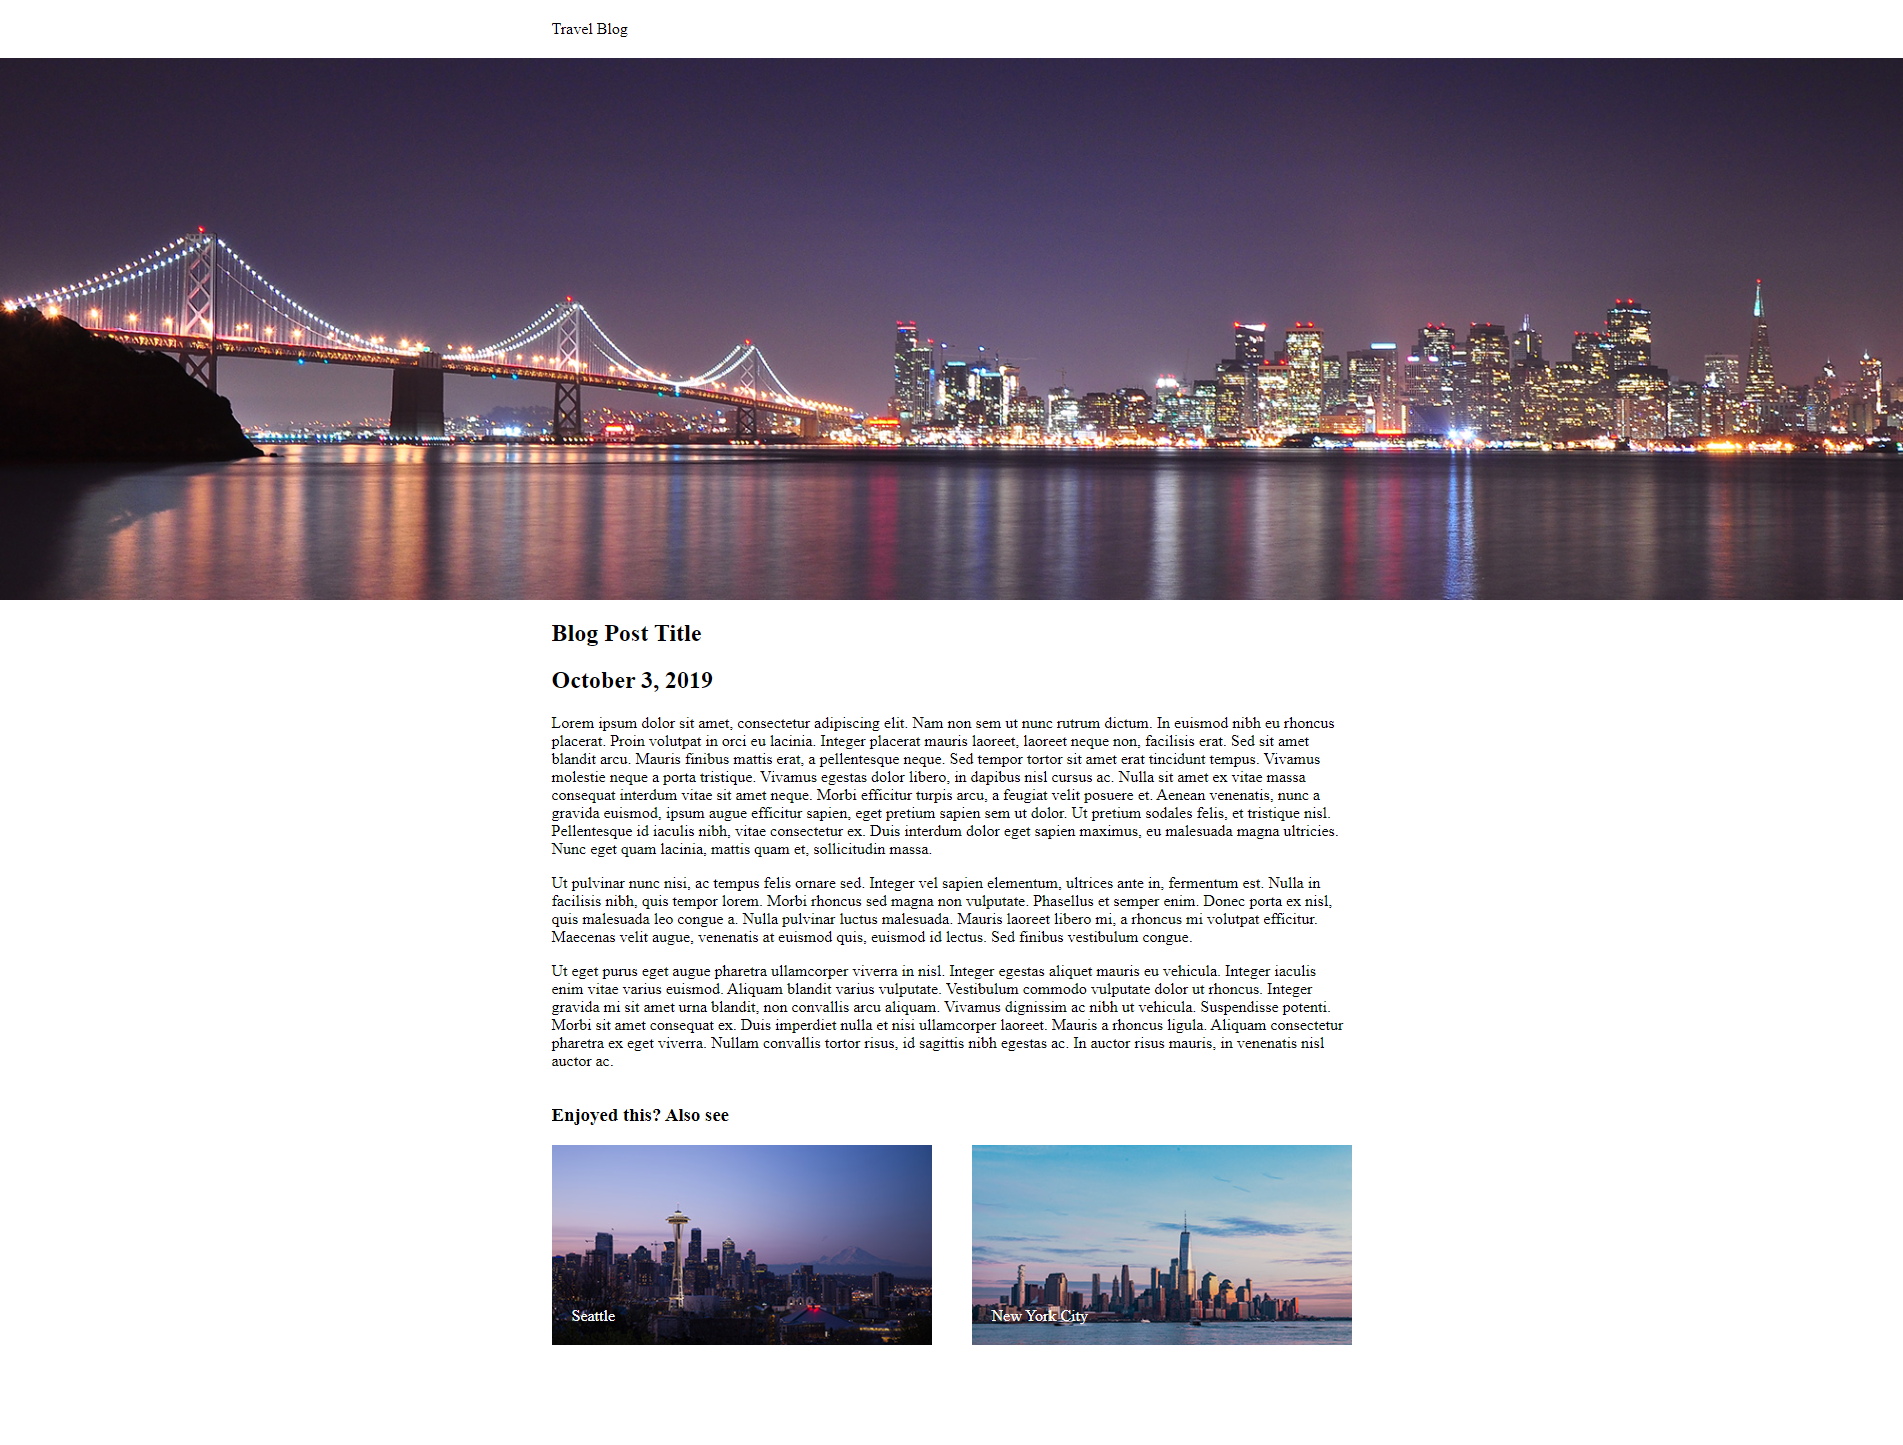 Travel Blog
Blog Post Title
October 3, 2019
Lorem ipsum dolor sit amet, consectetur adipiscing elit. Nam non sem ut nunc rutrum dictum. In euismod nibh eu rhoncus
placerat. Proin volutpat in orci eu lacinia. Integer placerat mauris laoreet, laoreet neque non, facilisis erat. Sed sit amet
blandit arcu. Mauris finibus mattis erat, a pellentesque neque. Sed tempor tortor sit amet erat tincidunt tempus. Vivamus
molestie neque a porta tristique. Vivamus egestas dolor libero, in dapibus nisl cursus ac. Nulla sit amet ex vitae massa
consequat interdum vitae sit amet neque. Morbi efficitur turpis arcu, a feugiat velit posuere et. Aenean venenatis, nunc a
gravida euismod, ipsum augue efficitur sapien, eget pretium sapien sem ut dolor. Ut pretium sodales felis, et tristique nisl.
Pellentesque id iaculis nibh, vitae consectetur ex. Duis interdum dolor eget sapien maximus, eu malesuada magna ultricies.
Nunc eget quam lacinia, mattis quam et, sollicitudin massa.
Ut pulvinar nunc nisi, ac tempus felis ornare sed. Integer vel sapien elementum, ultrices ante in, fermentum est. Nulla in
facilisis nibh, quis tempor lorem. Morbi rhoncus sed magna non vulputate. Phasellus et semper enim. Donec porta ex nisl,
quis malesuada leo congue a. Nulla pulvinar luctus malesuada. Mauris laoreet libero mi, a rhoncus mi volutpat efficitur.
Maecenas velit augue, venenatis at euismod quis, euismod id lectus. Sed finibus vestibulum congue.
Ut eget purus eget augue pharetra ullamcorper viverra in nisl. Integer egestas aliquet mauris eu vehicula. Integer iaculis
enim vitae varius euismod. Aliquam blandit varius vulputate. Vestibulum commodo vulputate dolor ut rhoncus. Integer
gravida mi sit amet urna blandit, non convallis arcu aliquam. Vivamus dignissim ac nibh ut vehicula. Suspendisse potenti.
Morbi sit amet consequat ex. Duis imperdiet nulla et nisi ullamcorper laoreet. Mauris a rhoncus ligula. Aliquam consectetur
pharetra ex eget viverra. Nullam convallis tortor risus, id sagittis nibh egestas ac. In auctor risus mauris, in venenatis nisl
auctor ac.
Enjoyed this? Also see
Seattle
New York City